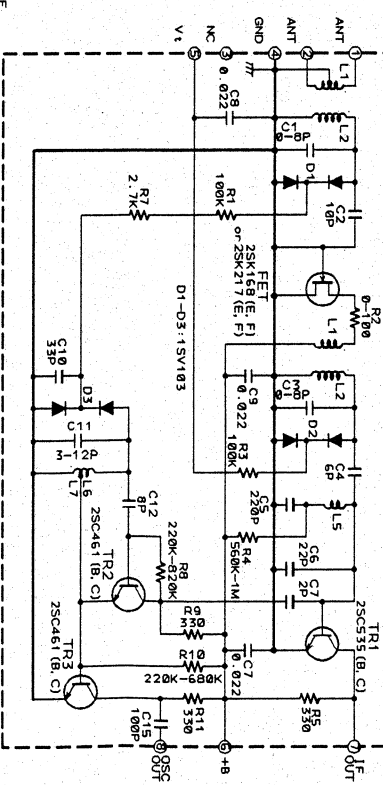 1 ANT
2 ANT
4 GND
3 NC
5 Vt
L1
L2
C8
0.022
C1
0-8P
D1
C2
10P
R1
100K
R7
2.7K
FET
2SK168 (E, F)
or 2SK217 (E, F)
R2
0-100
L1
L2
C9
0.022
C3
0-8P
D1-D3:1SV103
D2
R3
100K
C4
6P
C10
33P
D3
C11
3-12P
L6
L7
C12
8P
C5
220P
L5
R4
560K-1M
C6
22P
C7
2P
R8
220K-820K
TR2
2SC461 (B, C)
R9
330
R10
220K-680K
C7
0.022
TR1
2SC535 (B, C)
TR3
2SC461 (B, C)
R11
330
C15
100P
R5
330
7 IF OUT
6 +B
8 OSC OUT